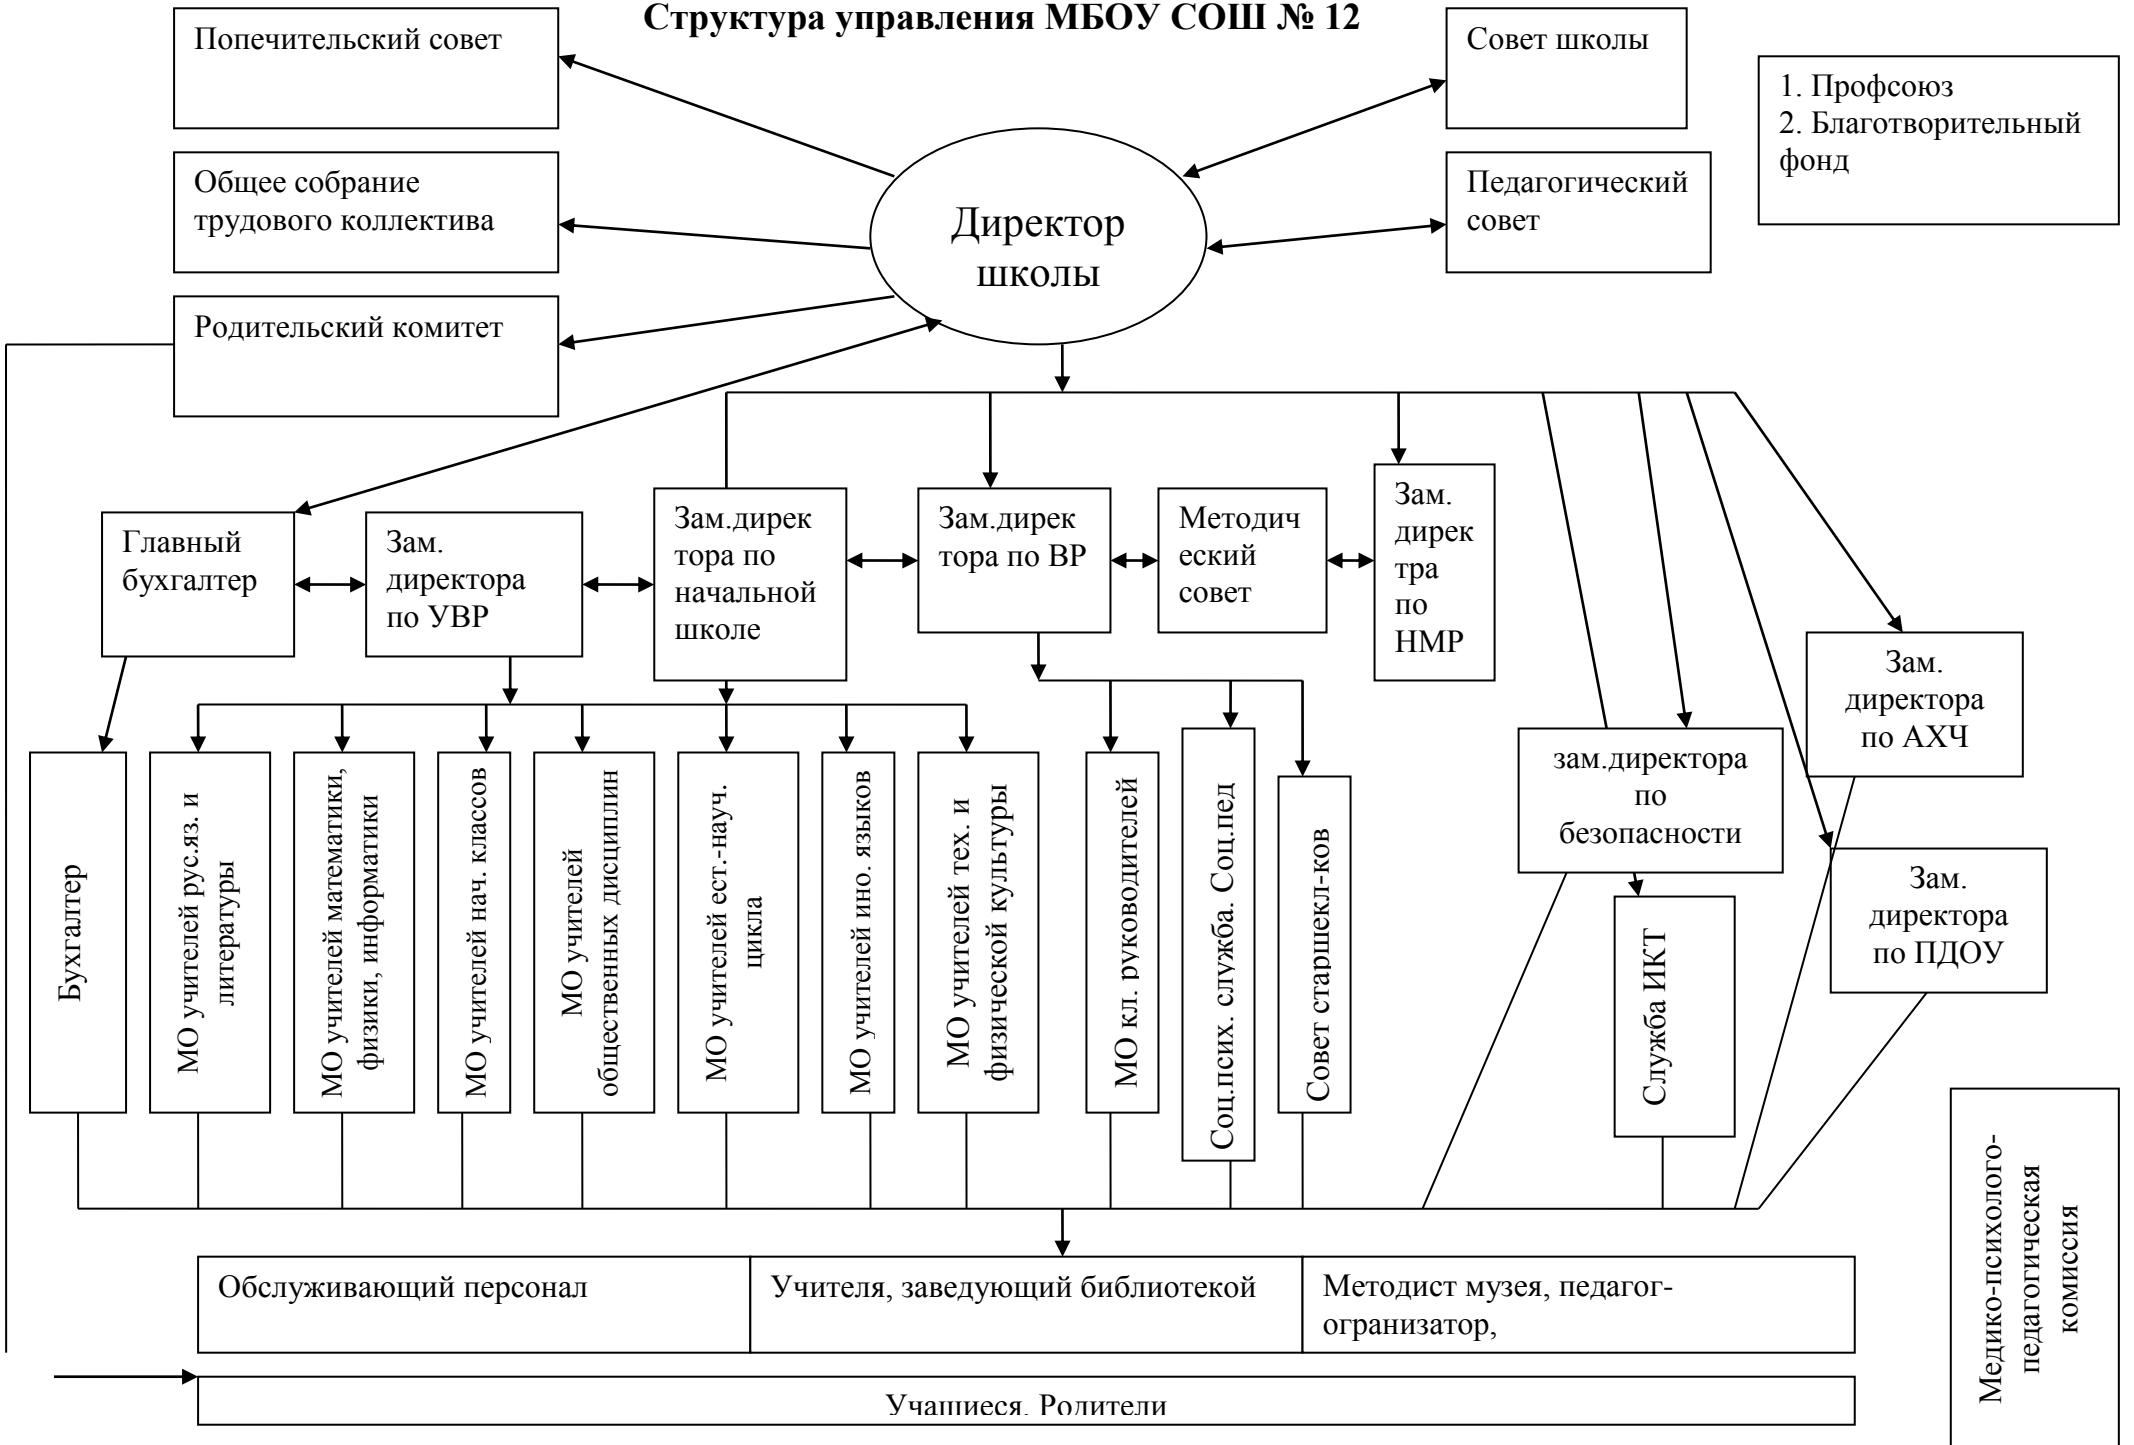 Структура управления МБОУ СОШ № 12
Попечительский совет
Совет школы
1. Профсоюз
2. Благотворительный
фонд
Общее собрание
трудового коллектива
Директор
школы
Педагогический
совет
Родительский комитет
Главный
бухгалтер
Зам.
директора
по УВР
Зам.дирек
тора по
начальной
школе
Зам.дирек
тора по ВР
Методич
еский
совет
Зам.
дирек
тра
по
НМР
Зам.
директора
по АХЧ
зам.директора
по
безопасности
Зам.
директора
по ПДОУ
Бухгалтер
МО учителей рус.яз. и
литературы
МО учителей математики,
физики, информатики
МО учителей нач. классов
МО учителей
общественных дисциплин
МО учителей ест.-науч.
цикла
МО учителей ино. языков
МО учителей тех. и
физической культуры
МО кл. руководителей
Соц.псих. служба. Соц.пед
Совет старшекл-ков
Служба ИКТ
Медико-психолого-
педагогическая
комиссия
Обслуживающий персонал
Учителя, заведующий библиотекой
Методист музея, педагог-
огранизатор,
Учащиеся. Родители